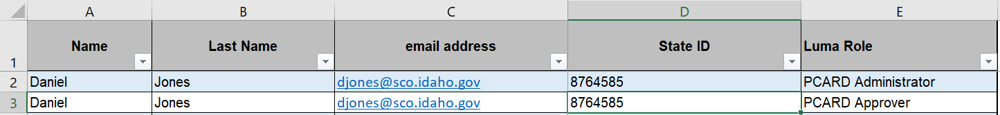 A B C D E
1 Name Last Name email address State ID Luma Role
2 Daniel Jones djones@sco.idaho.gov 8764585 PCARD Administrator
3 Daniel Jones djones@sco.idaho.gov 8764585 PCARD Approver